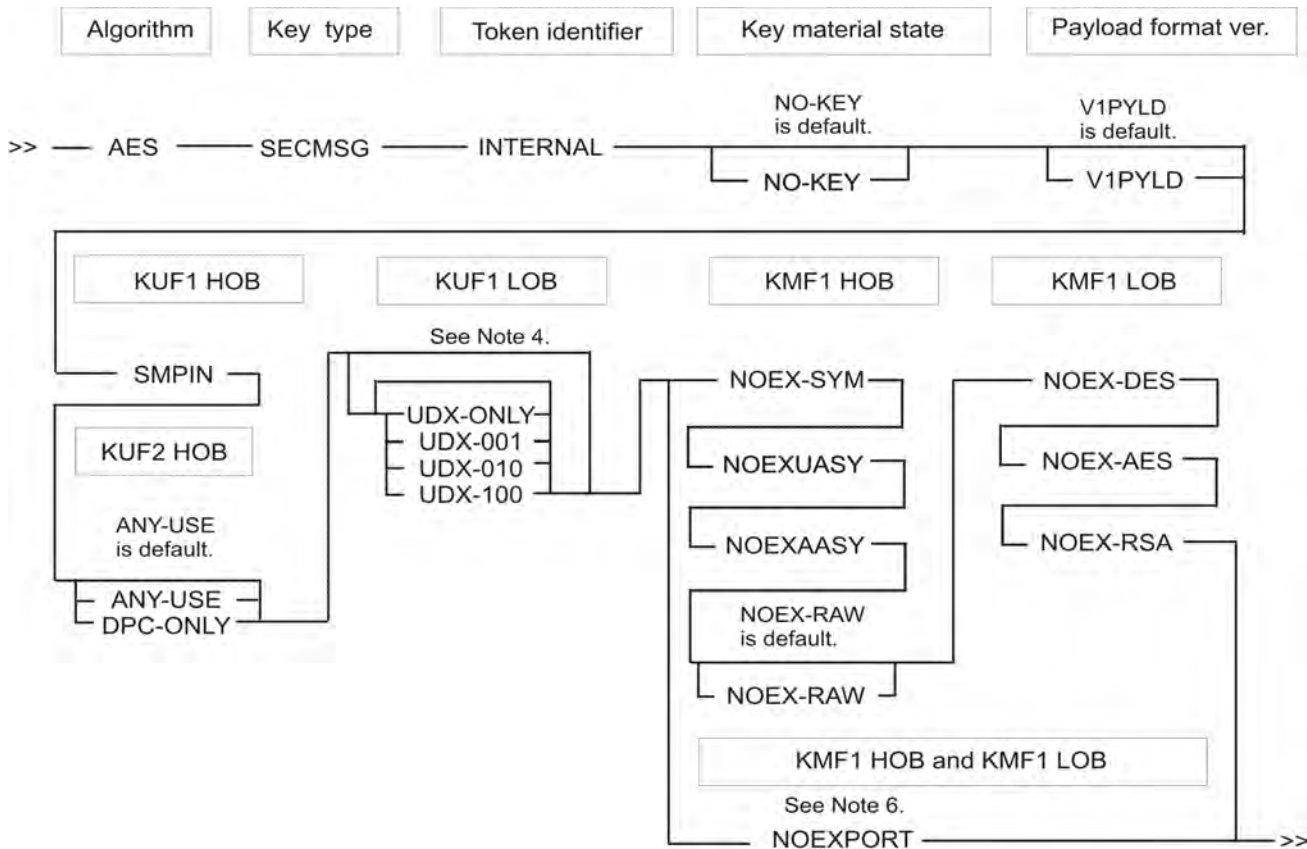 Algorithm
Key type
Token identifier
Key material state
Payload format ver.
NO-KEY
is default.
V1PYLD
is default.
>> AES SECMSG INTERNAL
NO-KEY
V1PYLD
KUF1 HOB
KUF1 LOB
KMF1 HOB
KMF1 LOB
See Note 4.
SMPIN
KUF2 HOB
ANY-USE
is default.
ANY-USE
DPC-ONLY
UDX-ONLY
UDX-001
UDX-010
UDX-100
NOEX-SYM
NOEXUASY
NOEXAASY
NOEX-RAW
is default.
NOEX-RAW
NOEX-DES
NOEX-AES
NOEX-RSA
KMF1 HOB and KMF1 LOB
See Note 6.
NOEXPORT >>